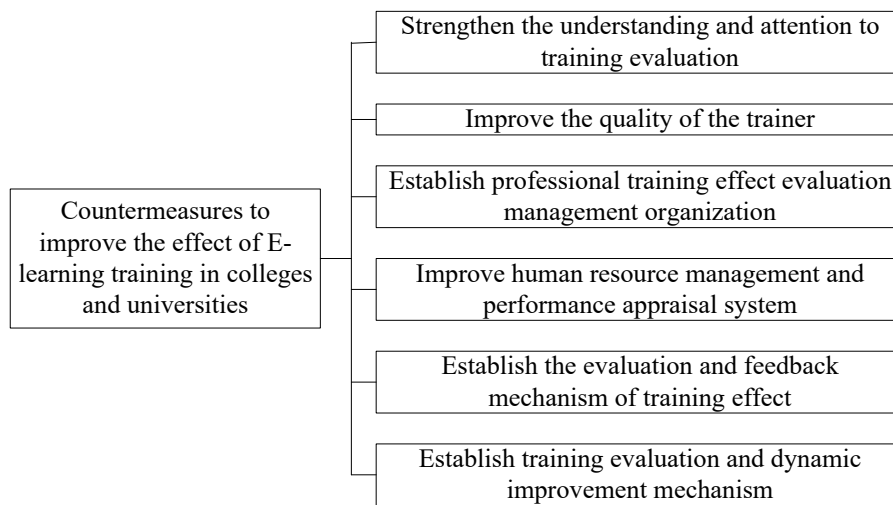 Countermeasures to
improve the effect of E-
learning training in colleges
and universities
Strengthen the understanding and attention to
training evaluation
Improve the quality of the trainer
Establish professional training effect evaluation
management organization
Improve human resource management and
performance appraisal system
Establish the evaluation and feedback
mechanism of training effect
Establish training evaluation and dynamic
improvement mechanism